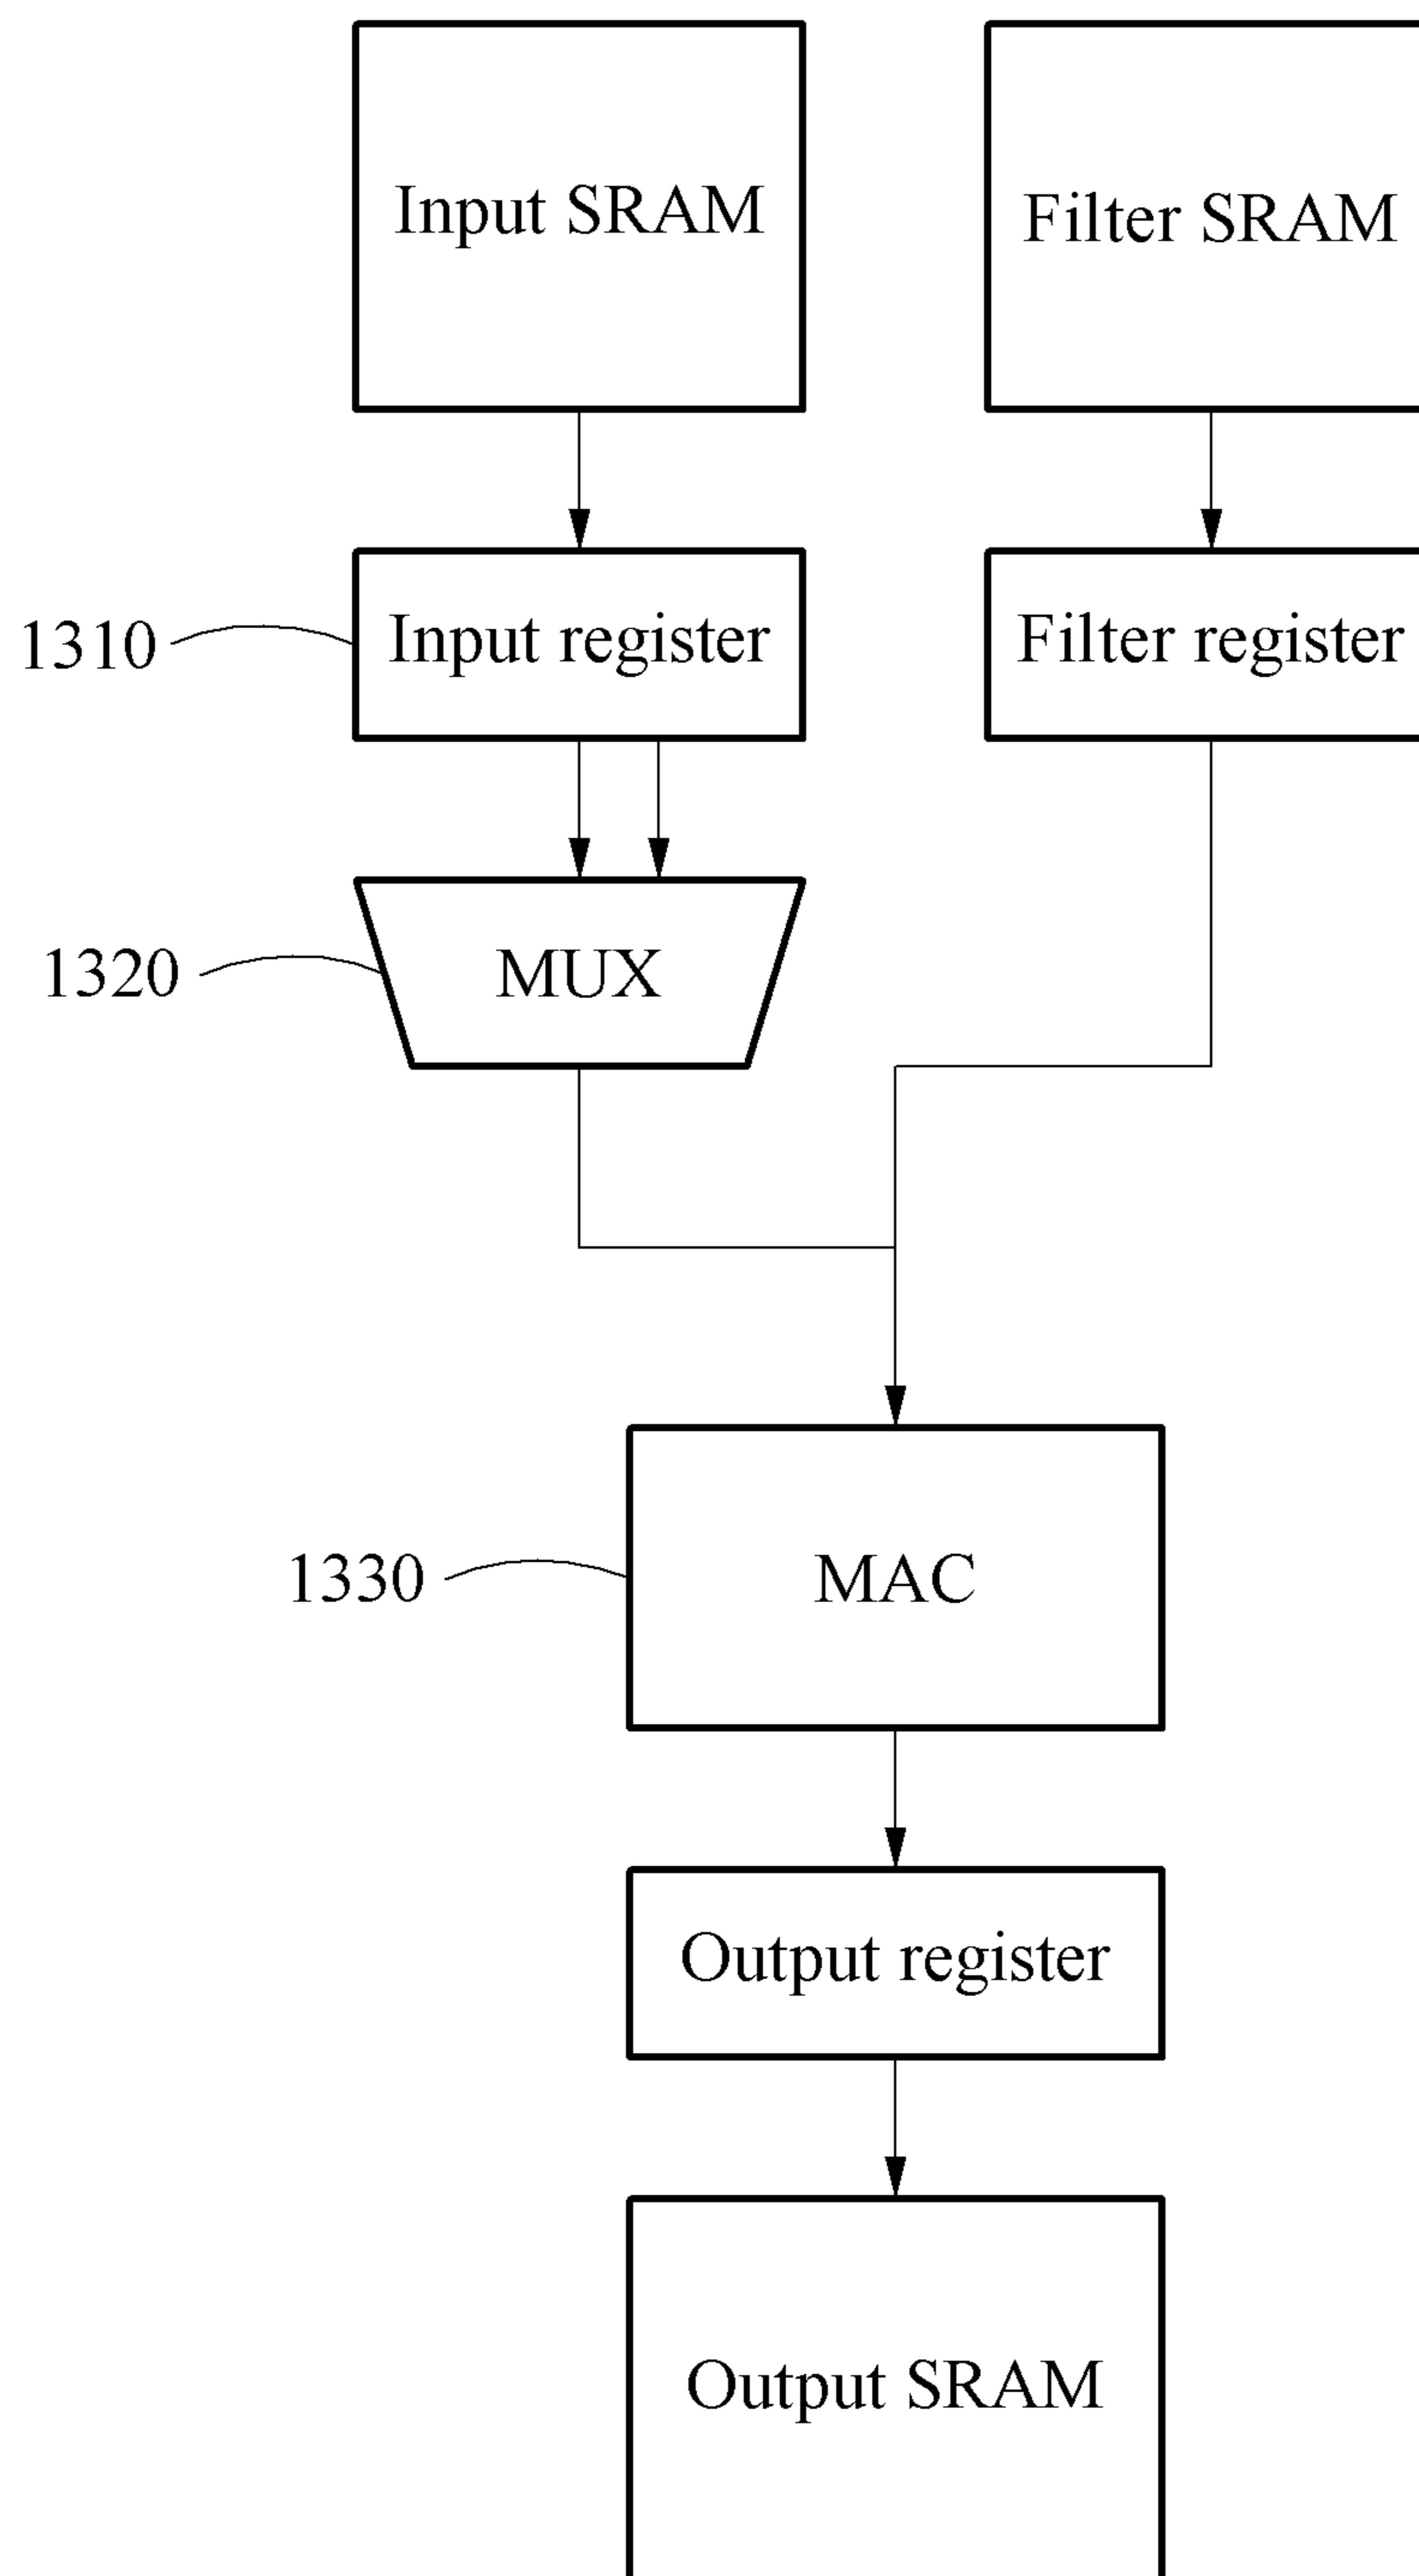 Input SRAM
Filter SRAM
1310
Input register
Filter register
1320
MUX
1330
MAC
Output register
Output SRAM